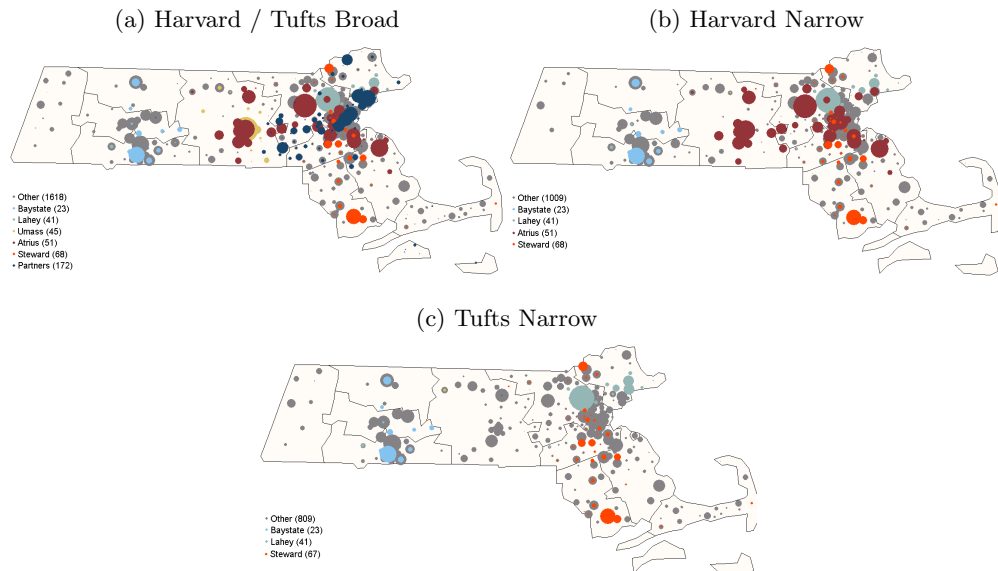 (a) Harvard / Tufts Broad
(b) Harvard Narrow
Other (1618)
Baystate (23)
Lahey (41)
Umass (45)
Atrius (51)
Steward (68)
Partners (172)
Other (1009)
Baystate (23)
Lahey (41)
Atrius (51)
Steward (68)
(c) Tufts Narrow
Other (809)
Baystate (23)
Lahey (41)
Steward (67)